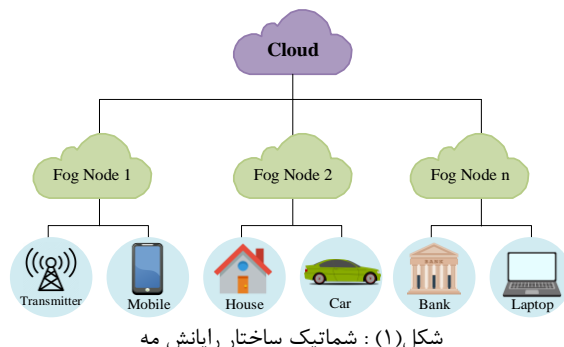 Cloud
Fog Node 1
Fog Node 2
Fog Node n
Transmitter
Mobile
House
Car
BANK
Bank
Laptop
شکل(۱) : شماتیک ساختار رایانش مه